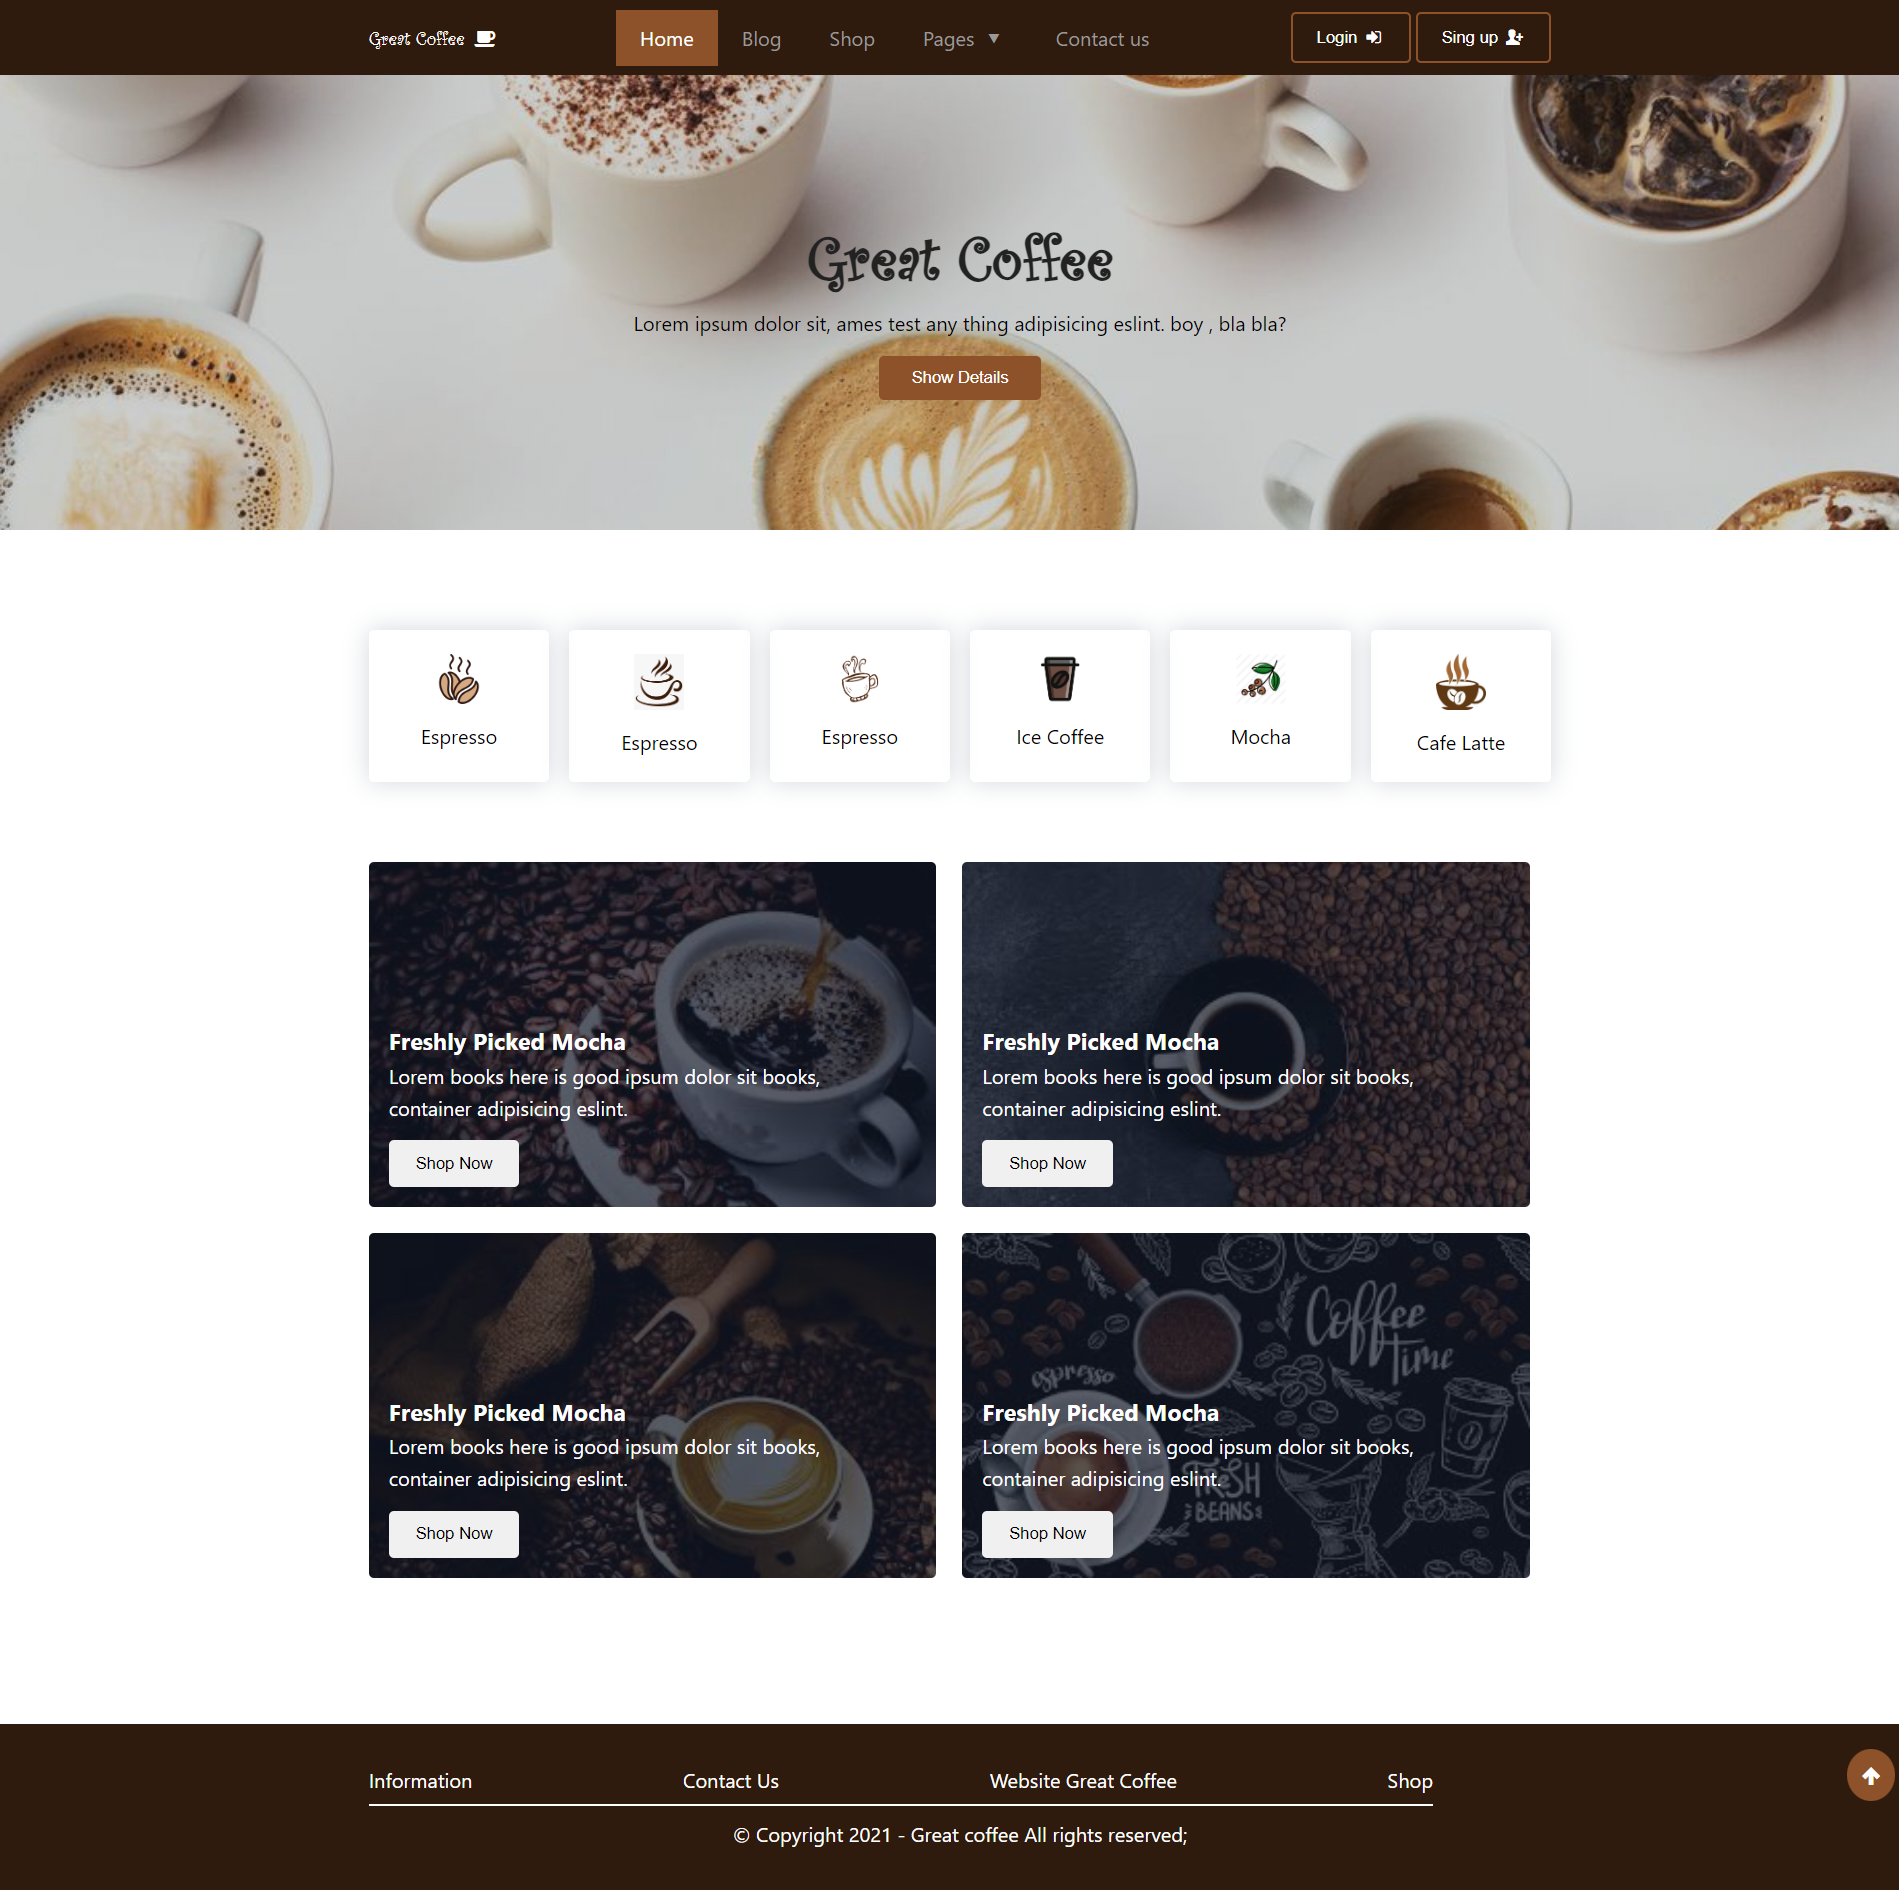 Great Coffee
Home
Blog
Shop
Pages ▼
Contact us
Login
Sing up
Great Coffee
Lorem ipsum dolor sit, ames test any thing adipisicing eslint. boy , bla bla?
Show Details
Espresso
Espresso
Espresso
Ice Coffee
Mocha
Cafe Latte
Freshly Picked Mocha
Lorem books here is good ipsum dolor sit books,
container adipisicing eslint.
Shop Now
Freshly Picked Mocha
Lorem books here is good ipsum dolor sit books,
container adipisicing eslint.
Shop Now
Freshly Picked Mocha
Lorem books here is good ipsum dolor sit books,
container adipisicing eslint.
Shop Now
Coffee
Time
espresso
Freshly Picked Mocha
Lorem books here is good ipsum dolor sit books,
container adipisicing eslint.
FRESH
BEANS
Shop Now
Information
Contact Us
Website Great Coffee
Shop
© Copyright 2021 - Great coffee All rights reserved;